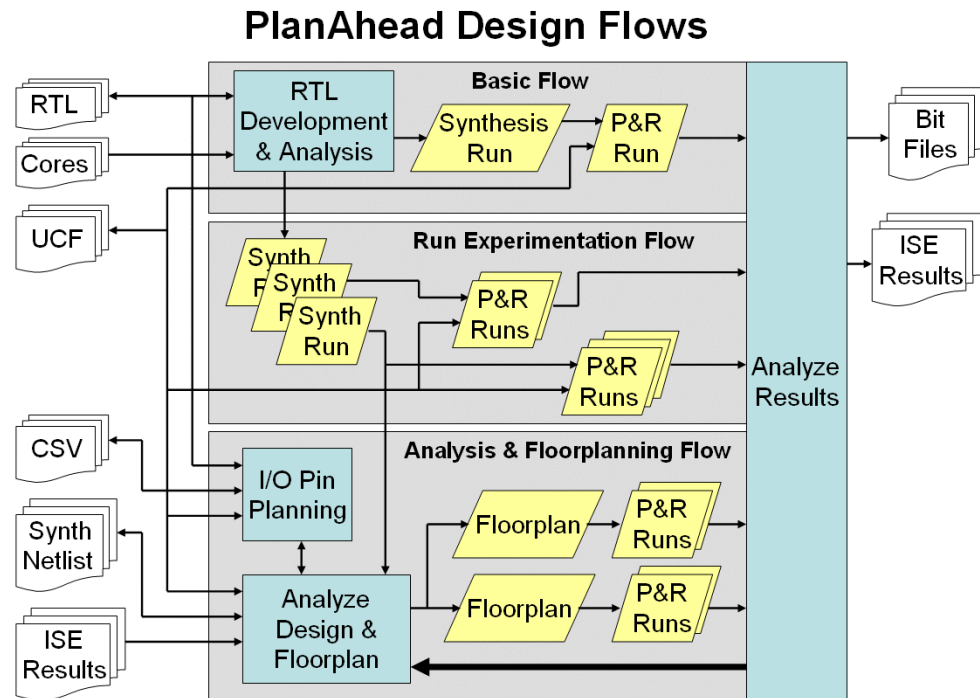 PlanAhead Design Flows
RTL
Cores
UCF
CSV
Synth
Netlist
ISE
Results
Basic Flow
RTL
Development
& Analysis
Synthesis
Run
P&R
Run
Run Experimentation Flow
Synth
R
Synth
R
Synth
Run
P&R
Runs
P&R
Runs
Analysis & Floorplanning Flow
I/O Pin
Planning
Analyze
Design &
Floorplan
Floorplan
P&R
Runs
Floorplan
P&R
Runs
Analyze
Results
Bit
Files
ISE
Results